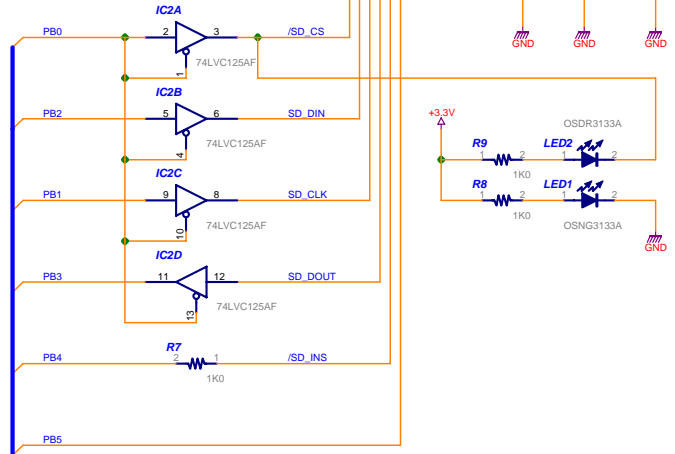 IC2A
PB0
2
3
/SD_CS
GND
GND
GND
74LVC125AF
1
IC2B
PB2
5
6
SD_DIN
+3.3V
OSDR3133A
74LVC125AF
4
R9
LED2
1
2
1
2
1K0
IC2C
PB1
9
8
SD_CLK
R8
LED1
1
2
1
2
1K0
OSNG3133A
74LVC125AF
10
GND
IC2D
PB3
11
12
SD_DOUT
74LVC125AF
13
R7
PB4
2
1
/SD_INS
1K0
PB5